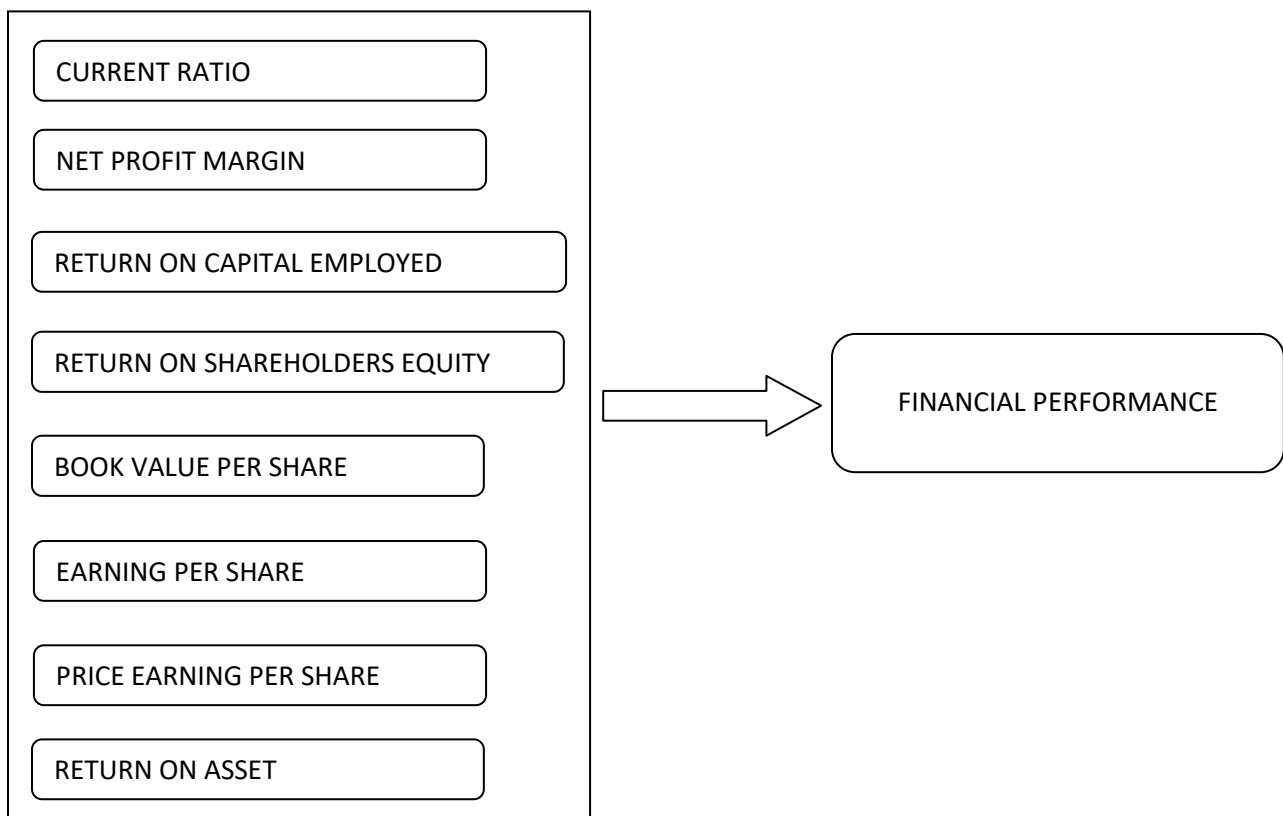 CURRENT RATIO
NET PROFIT MARGIN
RETURN ON CAPITAL EMPLOYED
RETURN ON SHAREHOLDERS EQUITY
FINANCIAL PERFORMANCE
BOOK VALUE PER SHARE
EARNING PER SHARE
PRICE EARNING PER SHARE
RETURN ON ASSET